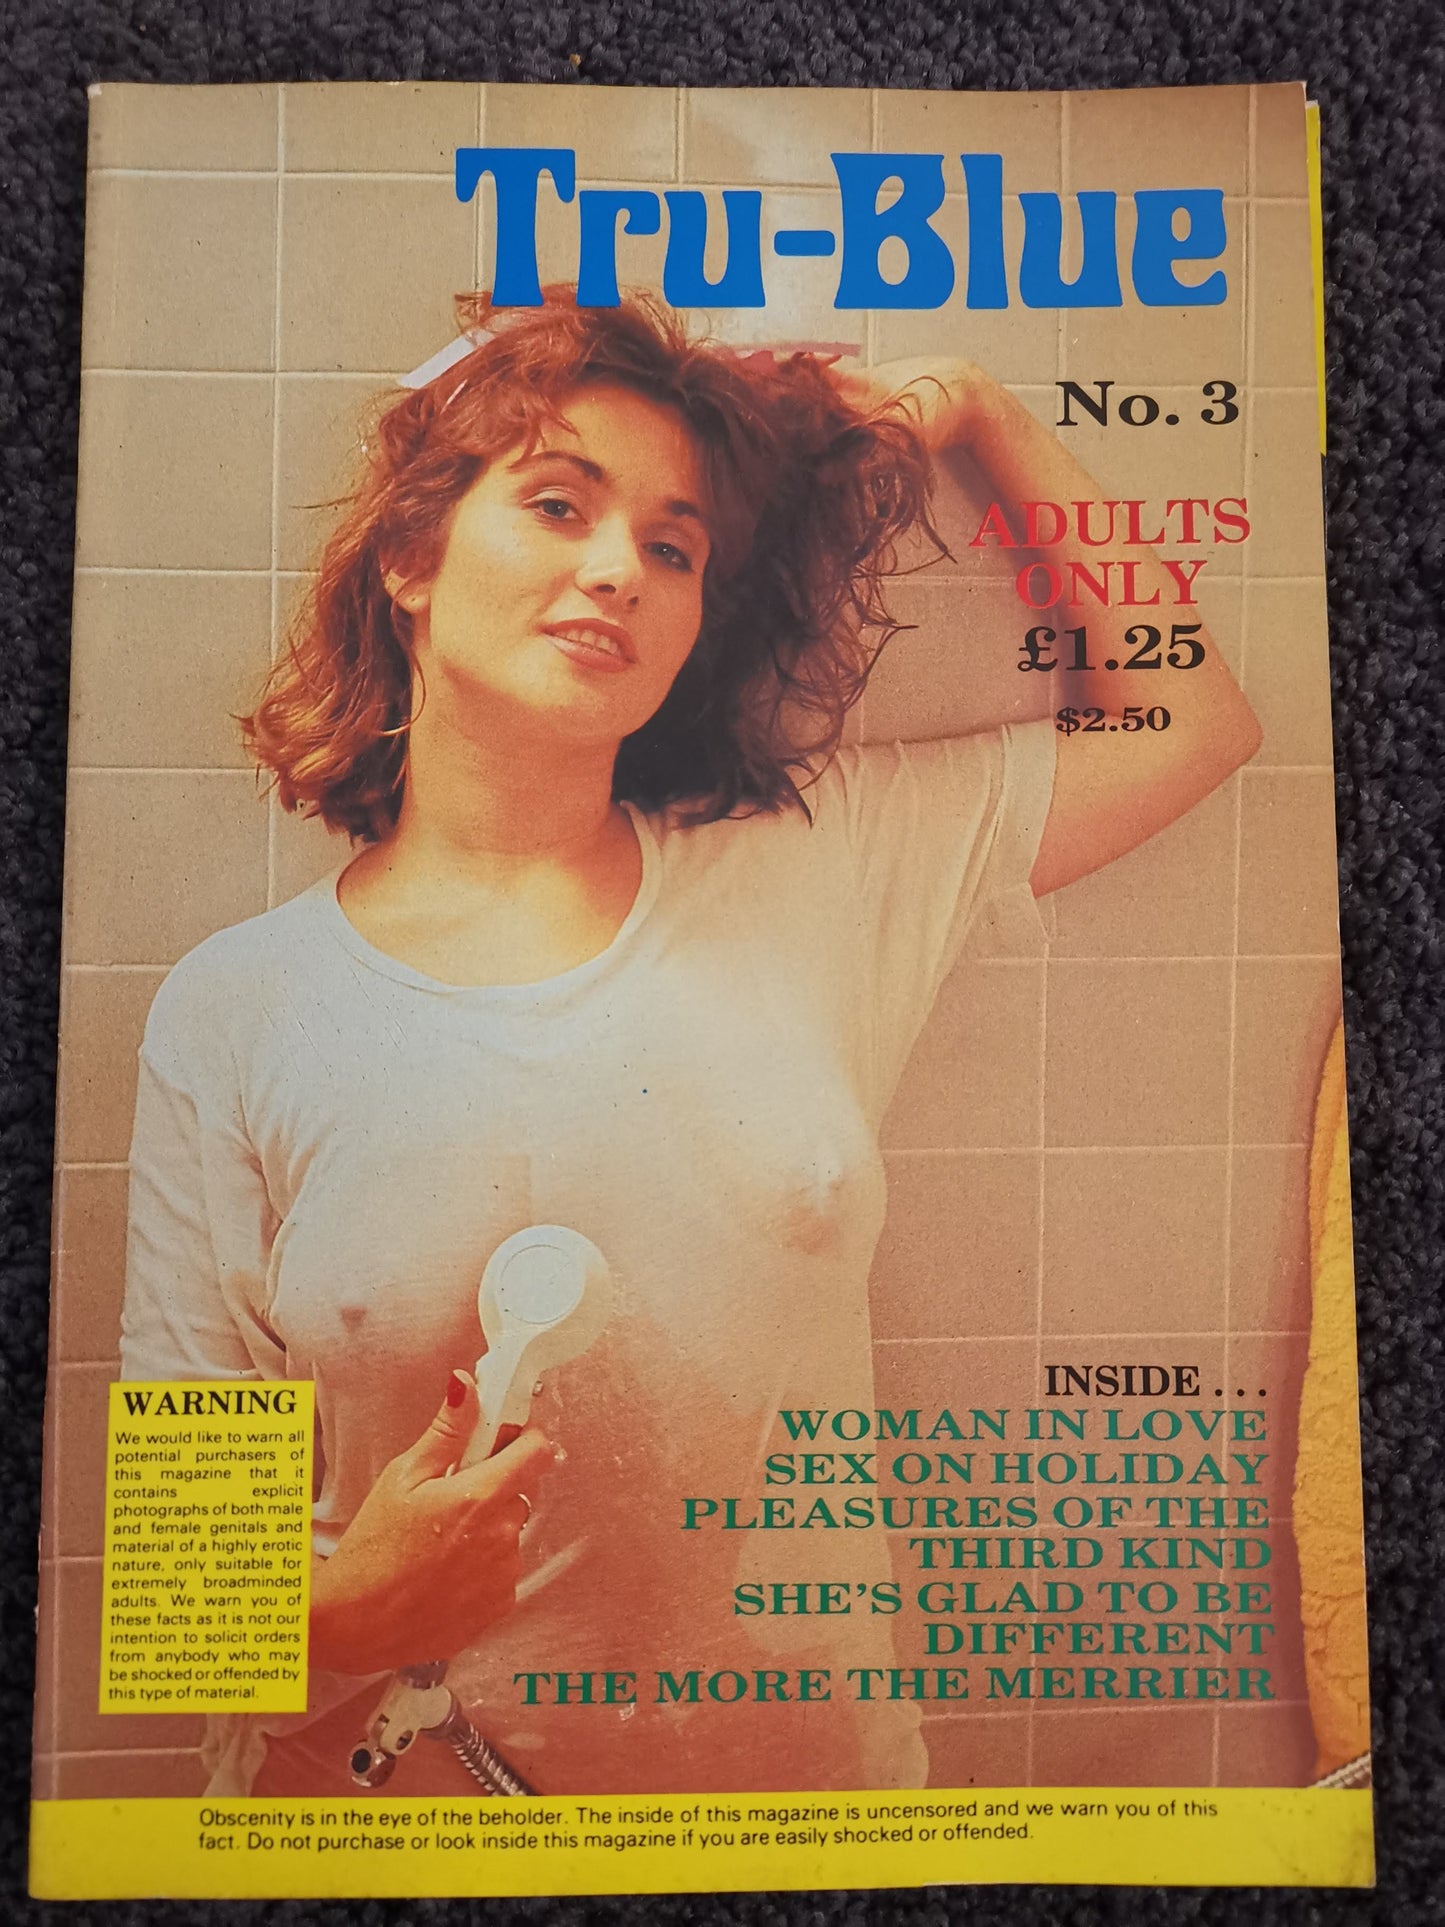 Tru-Blue
No. 3
ADULTS
ONLY
£1.25
$2.50
WARNING
We would like to warn all
potential purchasers of
this magazine that it
contains explicit
photographs of both male
and female genitals and
material of a highly erotic
nature, only suitable for
extremely broadminded
adults. We warn you of
these facts as it is not our
intention to solicit orders
from anybody who may
be shocked or offended by
this type of material.
INSIDE . . .
WOMAN IN LOVE
SEX ON HOLIDAY
PLEASURES OF THE
THIRD KIND
SHE'S GLAD TO BE
DIFFERENT
THE MORE THE MERRIER
Obscenity is in the eye of the beholder. The inside of this magazine is uncensored and we warn you of this
fact. Do not purchase or look inside this magazine if you are easily shocked or offended.